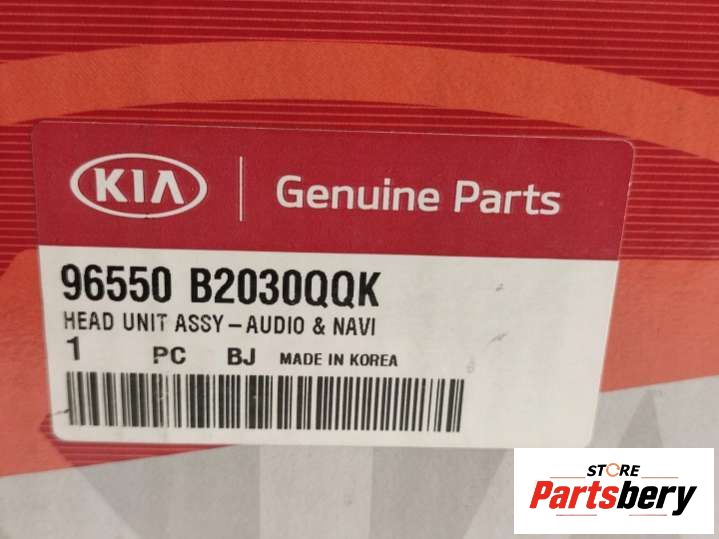 KIA
Genuine Parts
96550 B2030QQK
HEAD UNIT ASSY-AUDIO & NAVI
1 PC BJ MADE IN KOREA
STORE
Partsbery